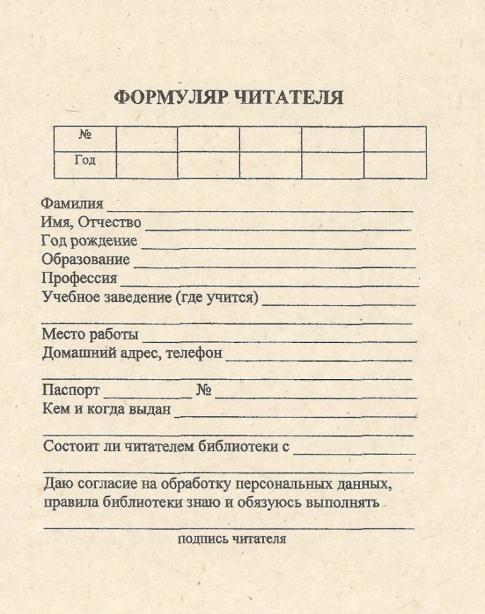 ФОРМУЛЯР ЧИТАТЕЛЯ
№
Год
Фамилия
Имя, Отчество
Год рождение
Образование
Профессия
Учебное заведение (где учится)
Место работы
Домашний адрес, телефон
Паспорт № 
Кем и когда выдан
Состоит ли читателем библиотеки с
Даю согласие на обработку персональных данных,
правила библиотеки знаю и обязуюсь выполнять
подпись читателя